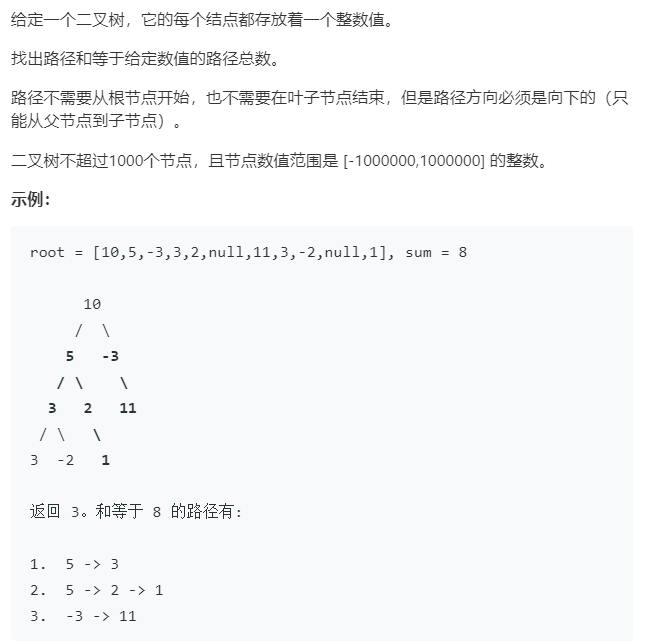 给定一个二叉树，它的每个结点都存放着一个整数值。
找出路径和等于给定数值的路径总数。
路径不需要从根节点开始，也不需要在叶子节点结束，但是路径方向必须是向下的（只
能从父节点到子节点）。
二叉树不超过1000个节点，且节点数值范围是 [-1000000,1000000] 的整数。
示例：
root = [10,5,-3,3,2,null,11,3,-2,null,1], sum = 8
10
/ \
5 -3
/ \ \
3 2 11
/ \ \
3 -2 1
返回 3。和等于 8 的路径有:
1. 5 -> 3
2. 5 -> 2 -> 1
3. -3 -> 11